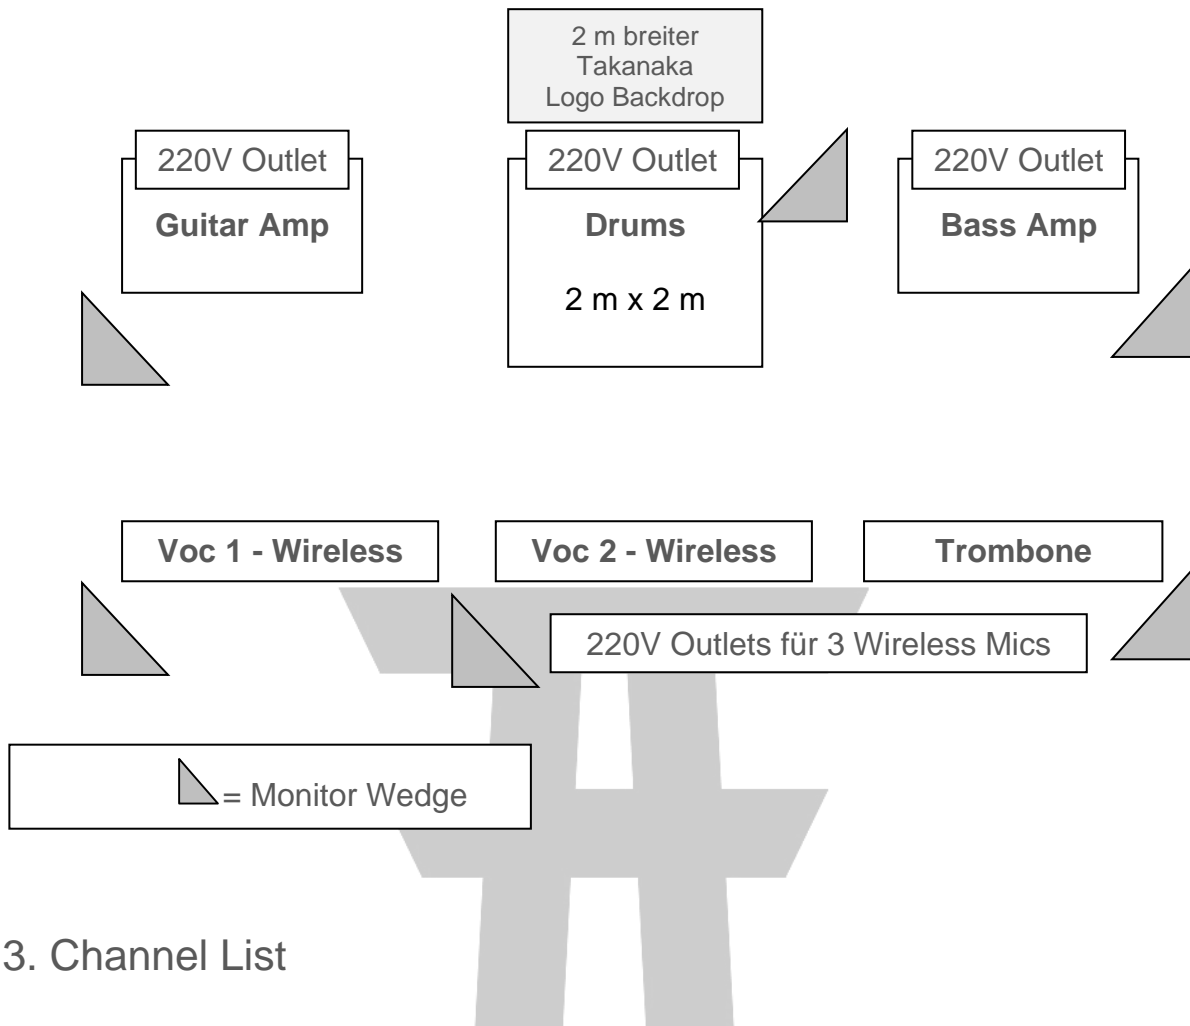 2 m breiter
Takanaka
Logo Backdrop
220V Outlet
220V Outlet
220V Outlet
Guitar Amp
Drums
Bass Amp
2 m x 2 m
Voc 1 - Wireless
Voc 2 - Wireless
Trombone
220V Outlets für 3 Wireless Mics
= Monitor Wedge
3. Channel List